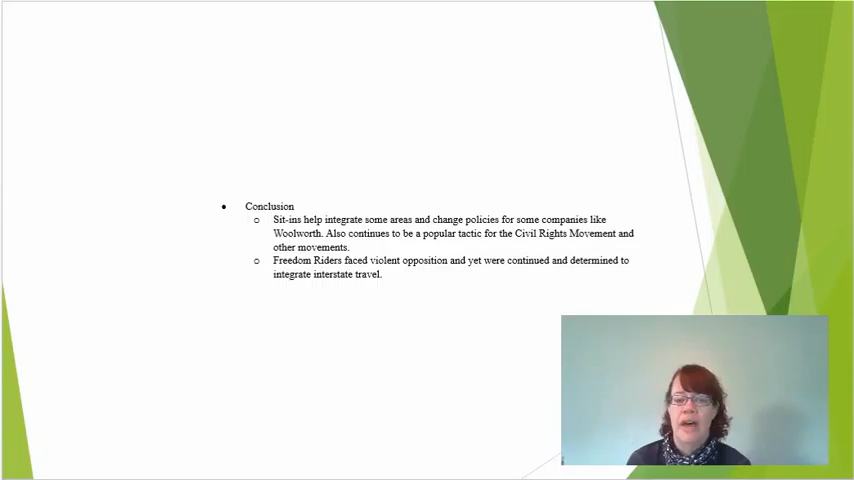 • Conclusion
o Sit-ins help integrate some areas and change policies for some companies like
Woolworth. Also continues to be a popular tactic for the Civil Rights Movement and
other movements.
o Freedom Riders faced violent opposition and yet were continued and determined to
integrate interstate travel.